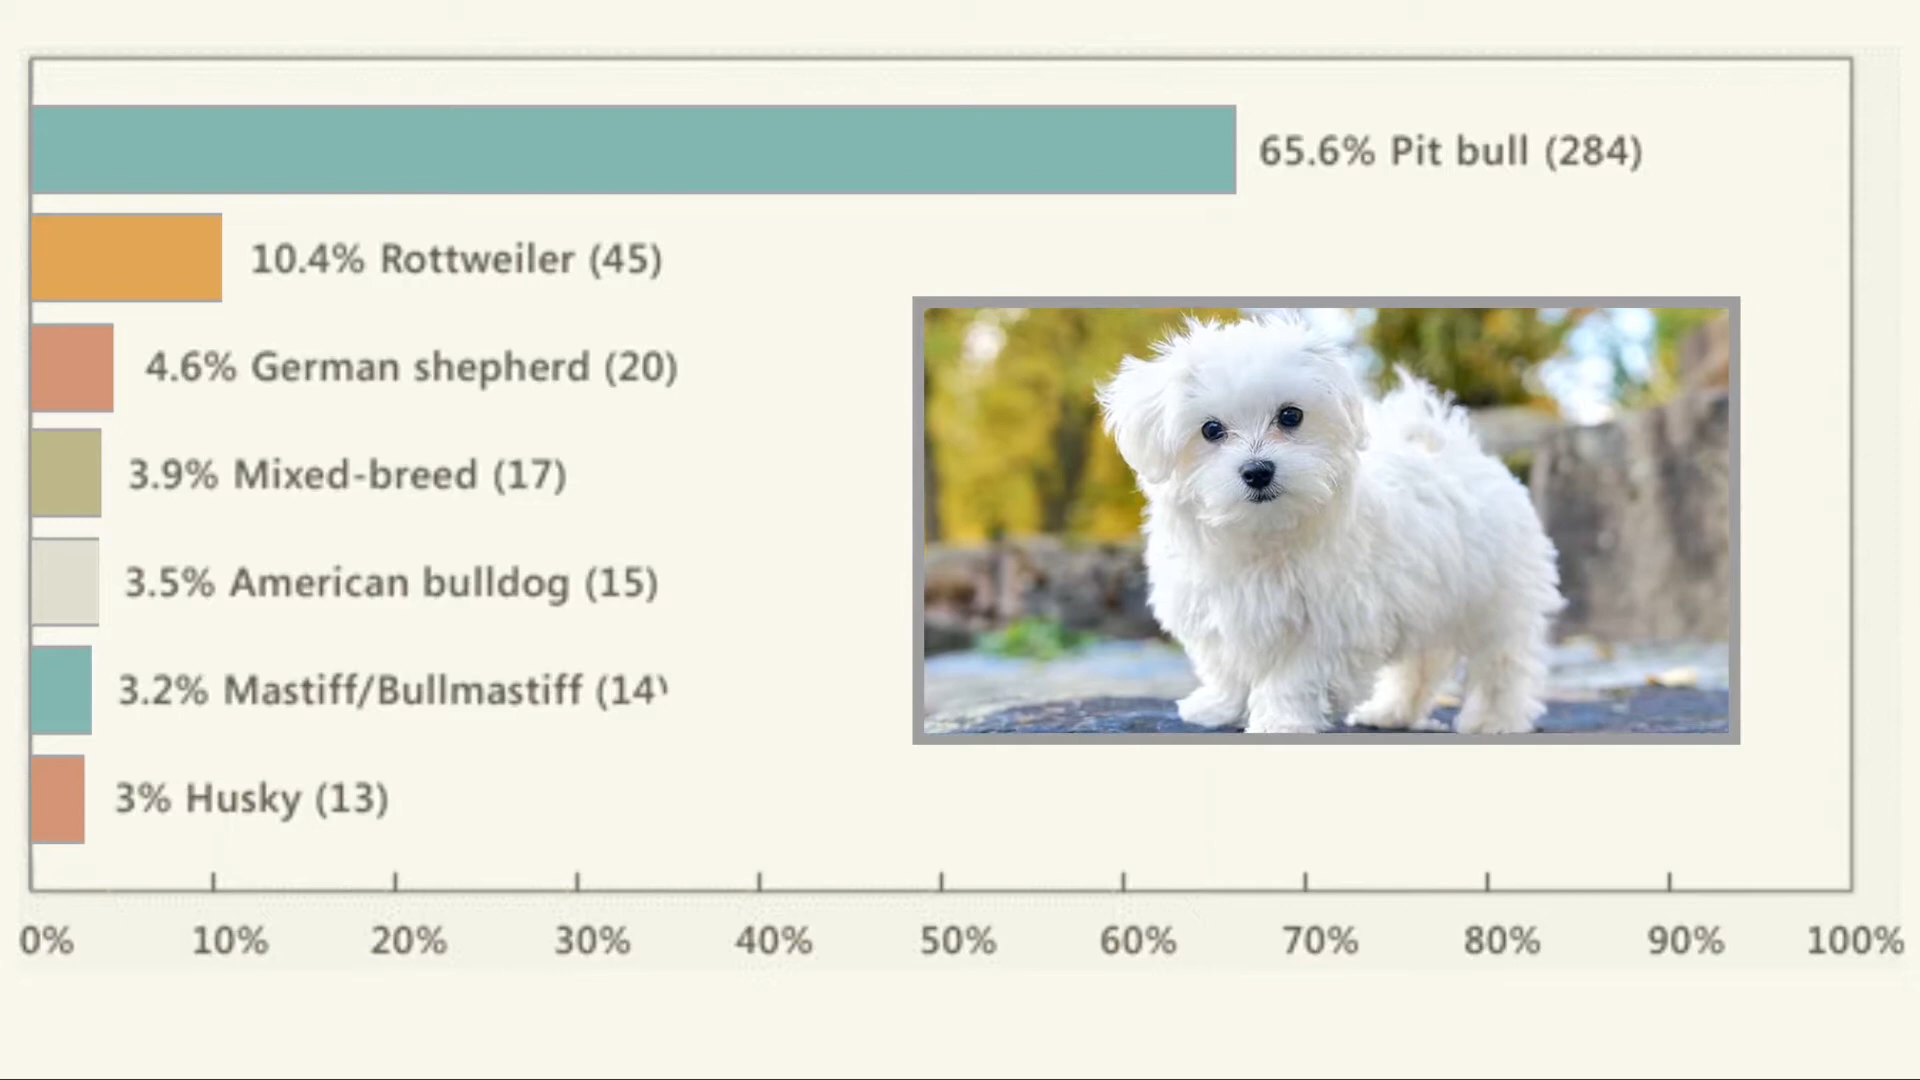 65.6% Pit bull (284)
10.4% Rottweiler (45)
4.6% German shepherd (20)
3.9% Mixed-breed (17)
3.5% American bulldog (15)
3.2% Mastiff/Bullmastiff (14)
3% Husky (13)
0% 10% 20% 30% 40% 50% 60% 70% 80% 90% 100%